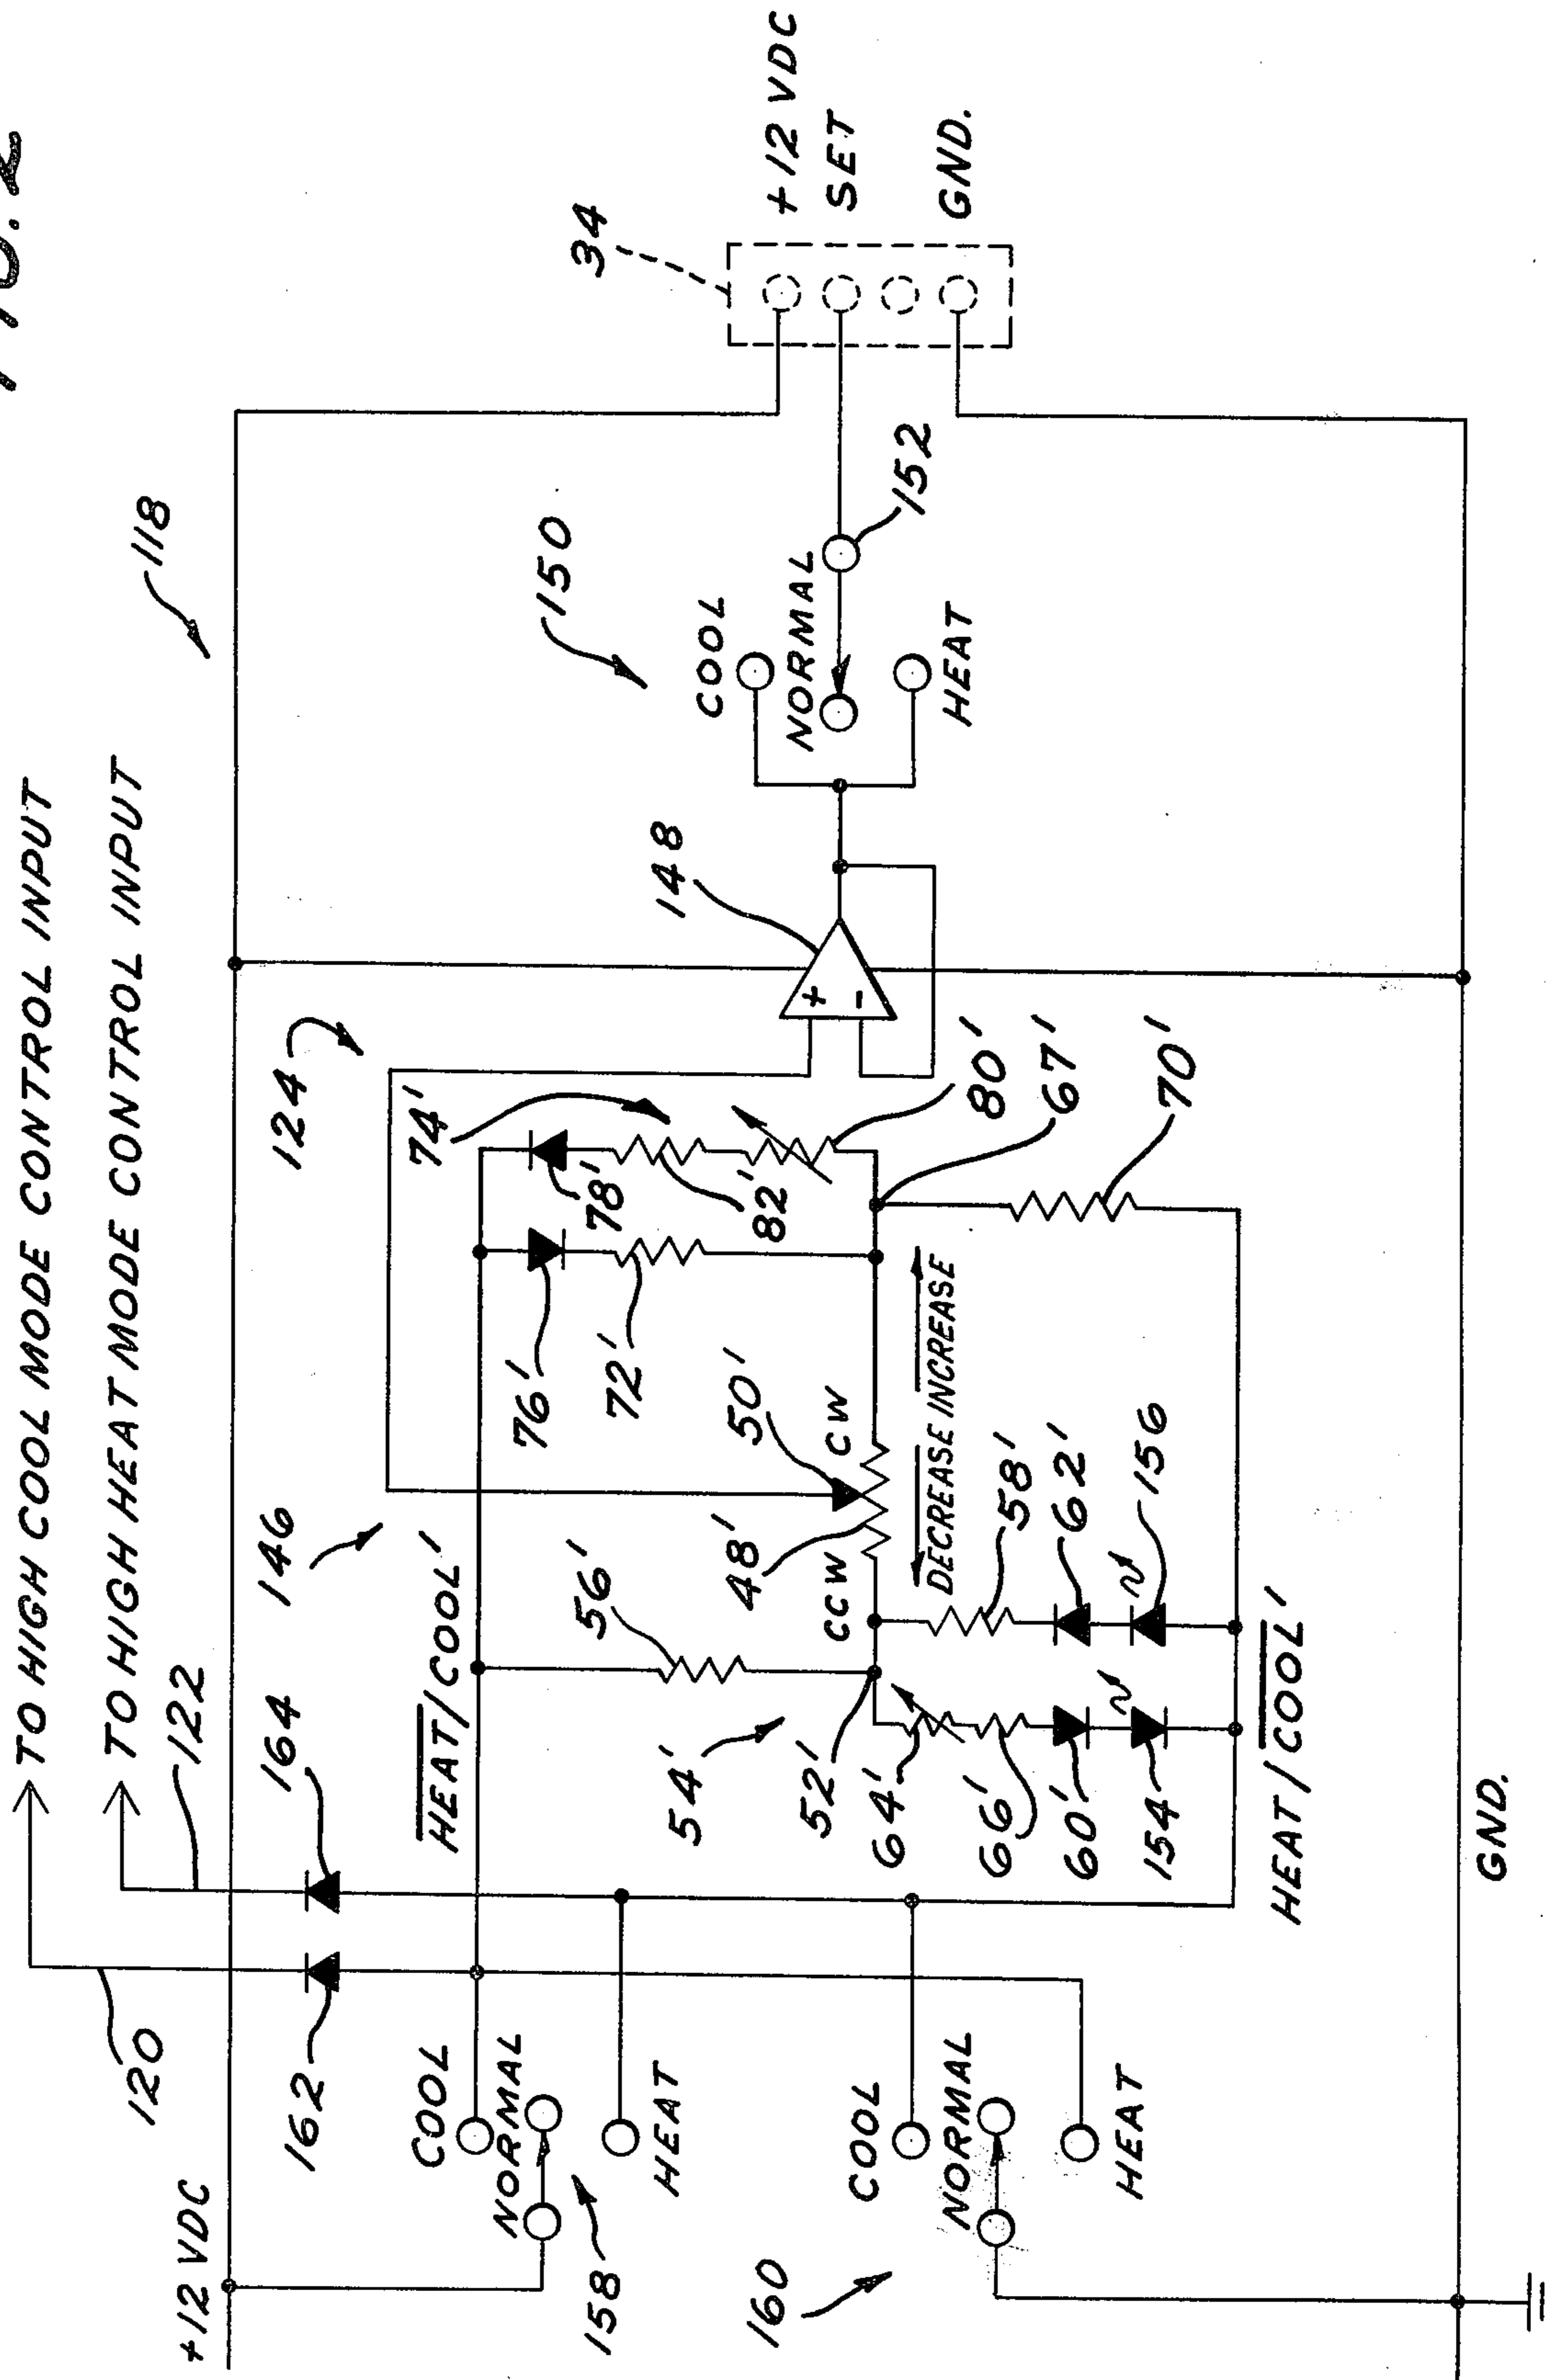 FIG. 2
TO HIGH COOL MODE CONTROL INPUT
TO HIGH HEAT MODE CONTROL INPUT
122
164
120
162
+12 VDC
118
124
146
HEAT/COOL'
COOL
NORMAL
HEAT
158
160
COOL
NORMAL
HEAT
56'
54'
52'
64'
66'
60'
154
48'
50'
CCW
CW
DECREASE INCREASE
58'
62'
156
76'
72'
74'
78'
82'
80'
67'
70'
HEAT/COOL'
148
150
COOL
NORMAL
HEAT
152
34
+12 VDC
SET
GND.
+
-
GND.